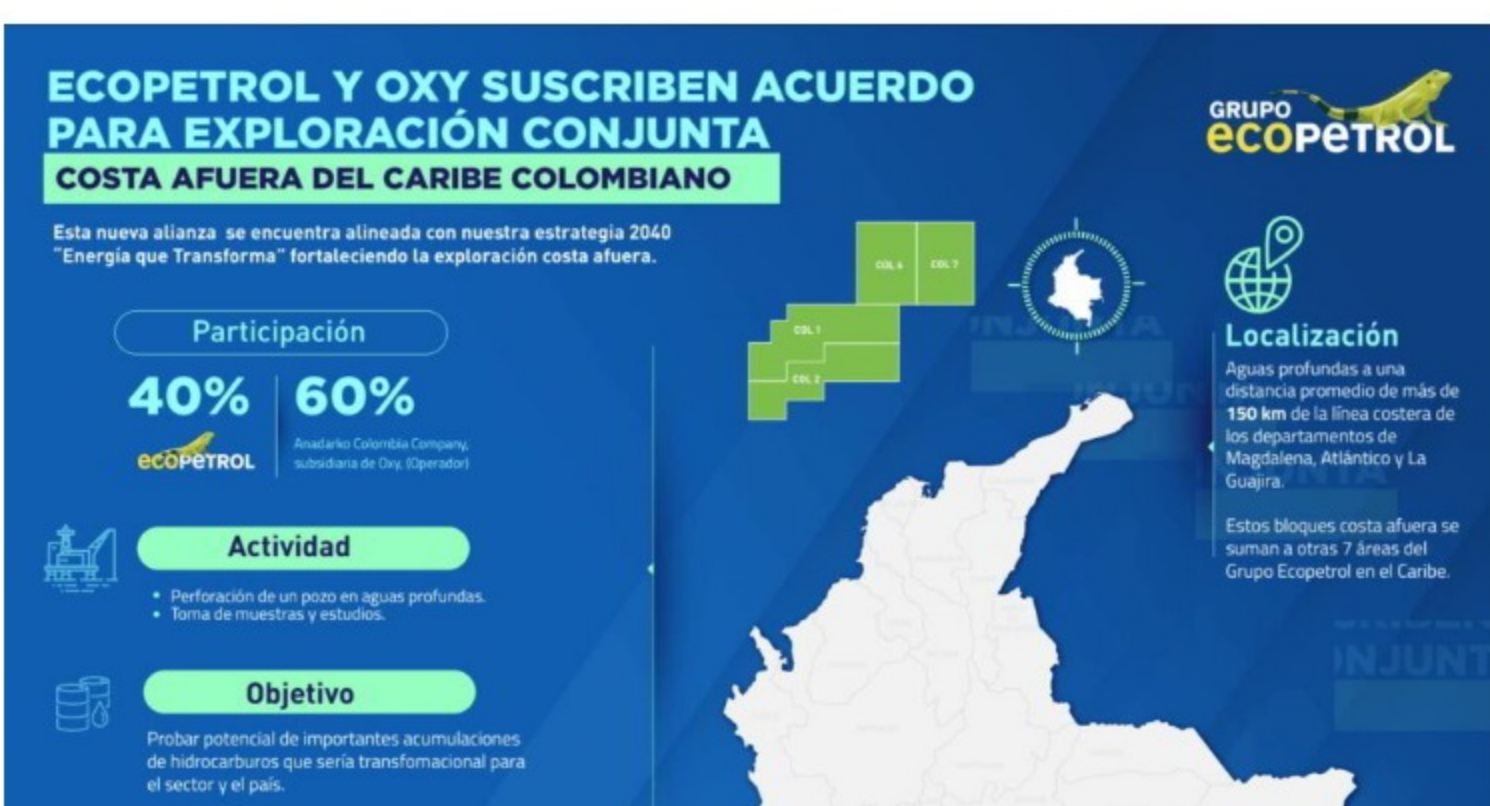 ECOPETROL Y OXY SUSCRIBEN ACUERDO
PARA EXPLORACIÓN CONJUNTA
COSTA AFUERA DEL CARIBE COLOMBIANO
GRUPO
ecoPeTROL
Esta nueva alianza se encuentra alineada con nuestra estrategia 2040
"Energía que Transforma" fortaleciendo la exploración costa afuera.
Participación
40%
60%
ecoPeTROL
Anadarko Colombia Company,
subsidiaria de Oxy, (Operador)
Actividad
• Perforación de un pozo en aguas profundas.
• Toma de muestras y estudios.
Objetivo
Probar potencial de importantes acumulaciones
de hidrocarburos que sería transfomacional para
el sector y el país.
COL 6
COL 7
COL 1
COL 2
Localización
Aguas profundas a una
distancia promedio de más de
150 km de la línea costera de
los departamentos de
Magdalena, Atlántico y La
Guajira.
Estos bloques costa afuera se
suman a otras 7 áreas del
Grupo Ecopetrol en el Caribe.